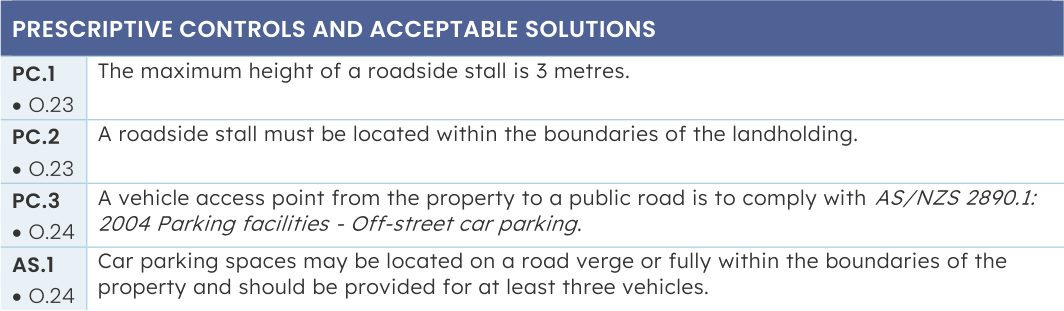 PRESCRIPTIVE CONTROLS AND ACCEPTABLE SOLUTIONS
PC.1
• O.23
The maximum height of a roadside stall is 3 metres.
PC.2
• O.23
A roadside stall must be located within the boundaries of the landholding.
PC.3
• O.24
A vehicle access point from the property to a public road is to comply with AS/NZS 2890.1:
2004 Parking facilities - Off-street car parking.
AS.1
• O.24
Car parking spaces may be located on a road verge or fully within the boundaries of the
property and should be provided for at least three vehicles.